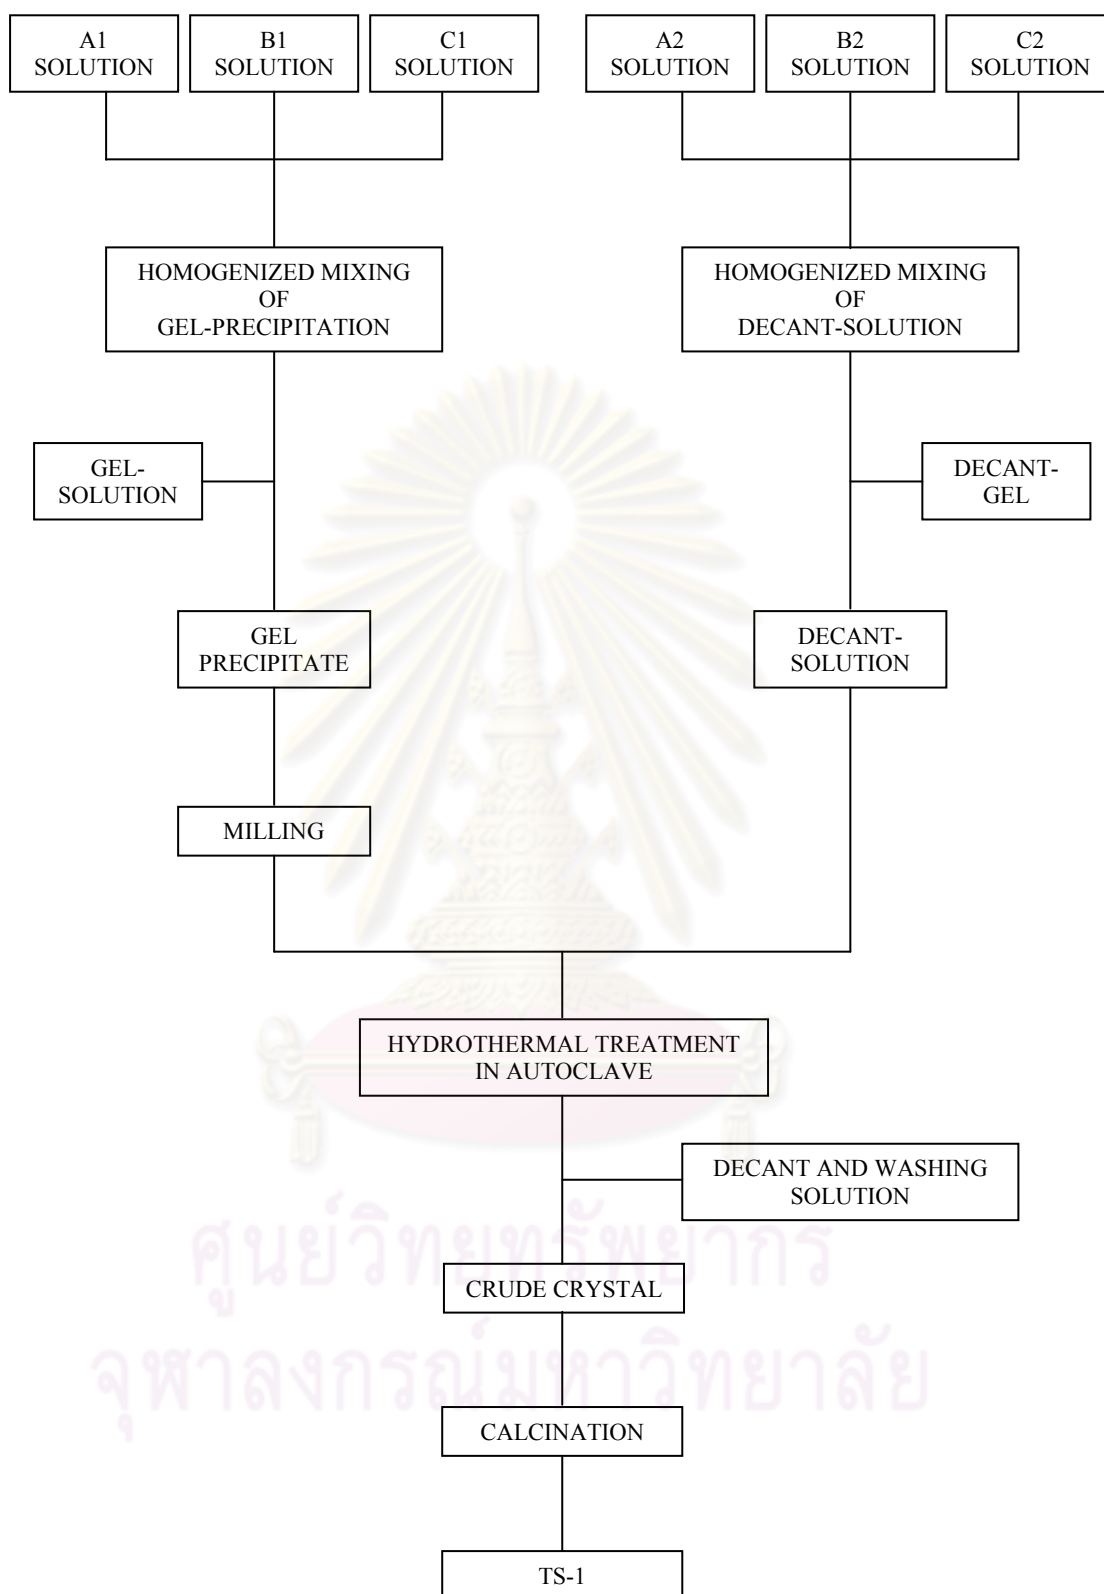 A1
SOLUTION
B1
SOLUTION
C1
SOLUTION
A2
SOLUTION
B2
SOLUTION
C2
SOLUTION
HOMOGENIZED MIXING
OF
GEL-PRECIPITATION
HOMOGENIZED MIXING
OF
DECANT-SOLUTION
GEL-
SOLUTION
DECANT-
GEL
GEL
PRECIPITATE
DECANT-
SOLUTION
MILLING
HYDROTHERMAL TREATMENT
IN AUTOCLAVE
DECANT AND WASHING
SOLUTION
ศูนย์วิทยทรัพยากร
CRUDE CRYSTAL
จุฬาลงกรณ์มหาวิทยาลัย
CALCINATION
TS-1